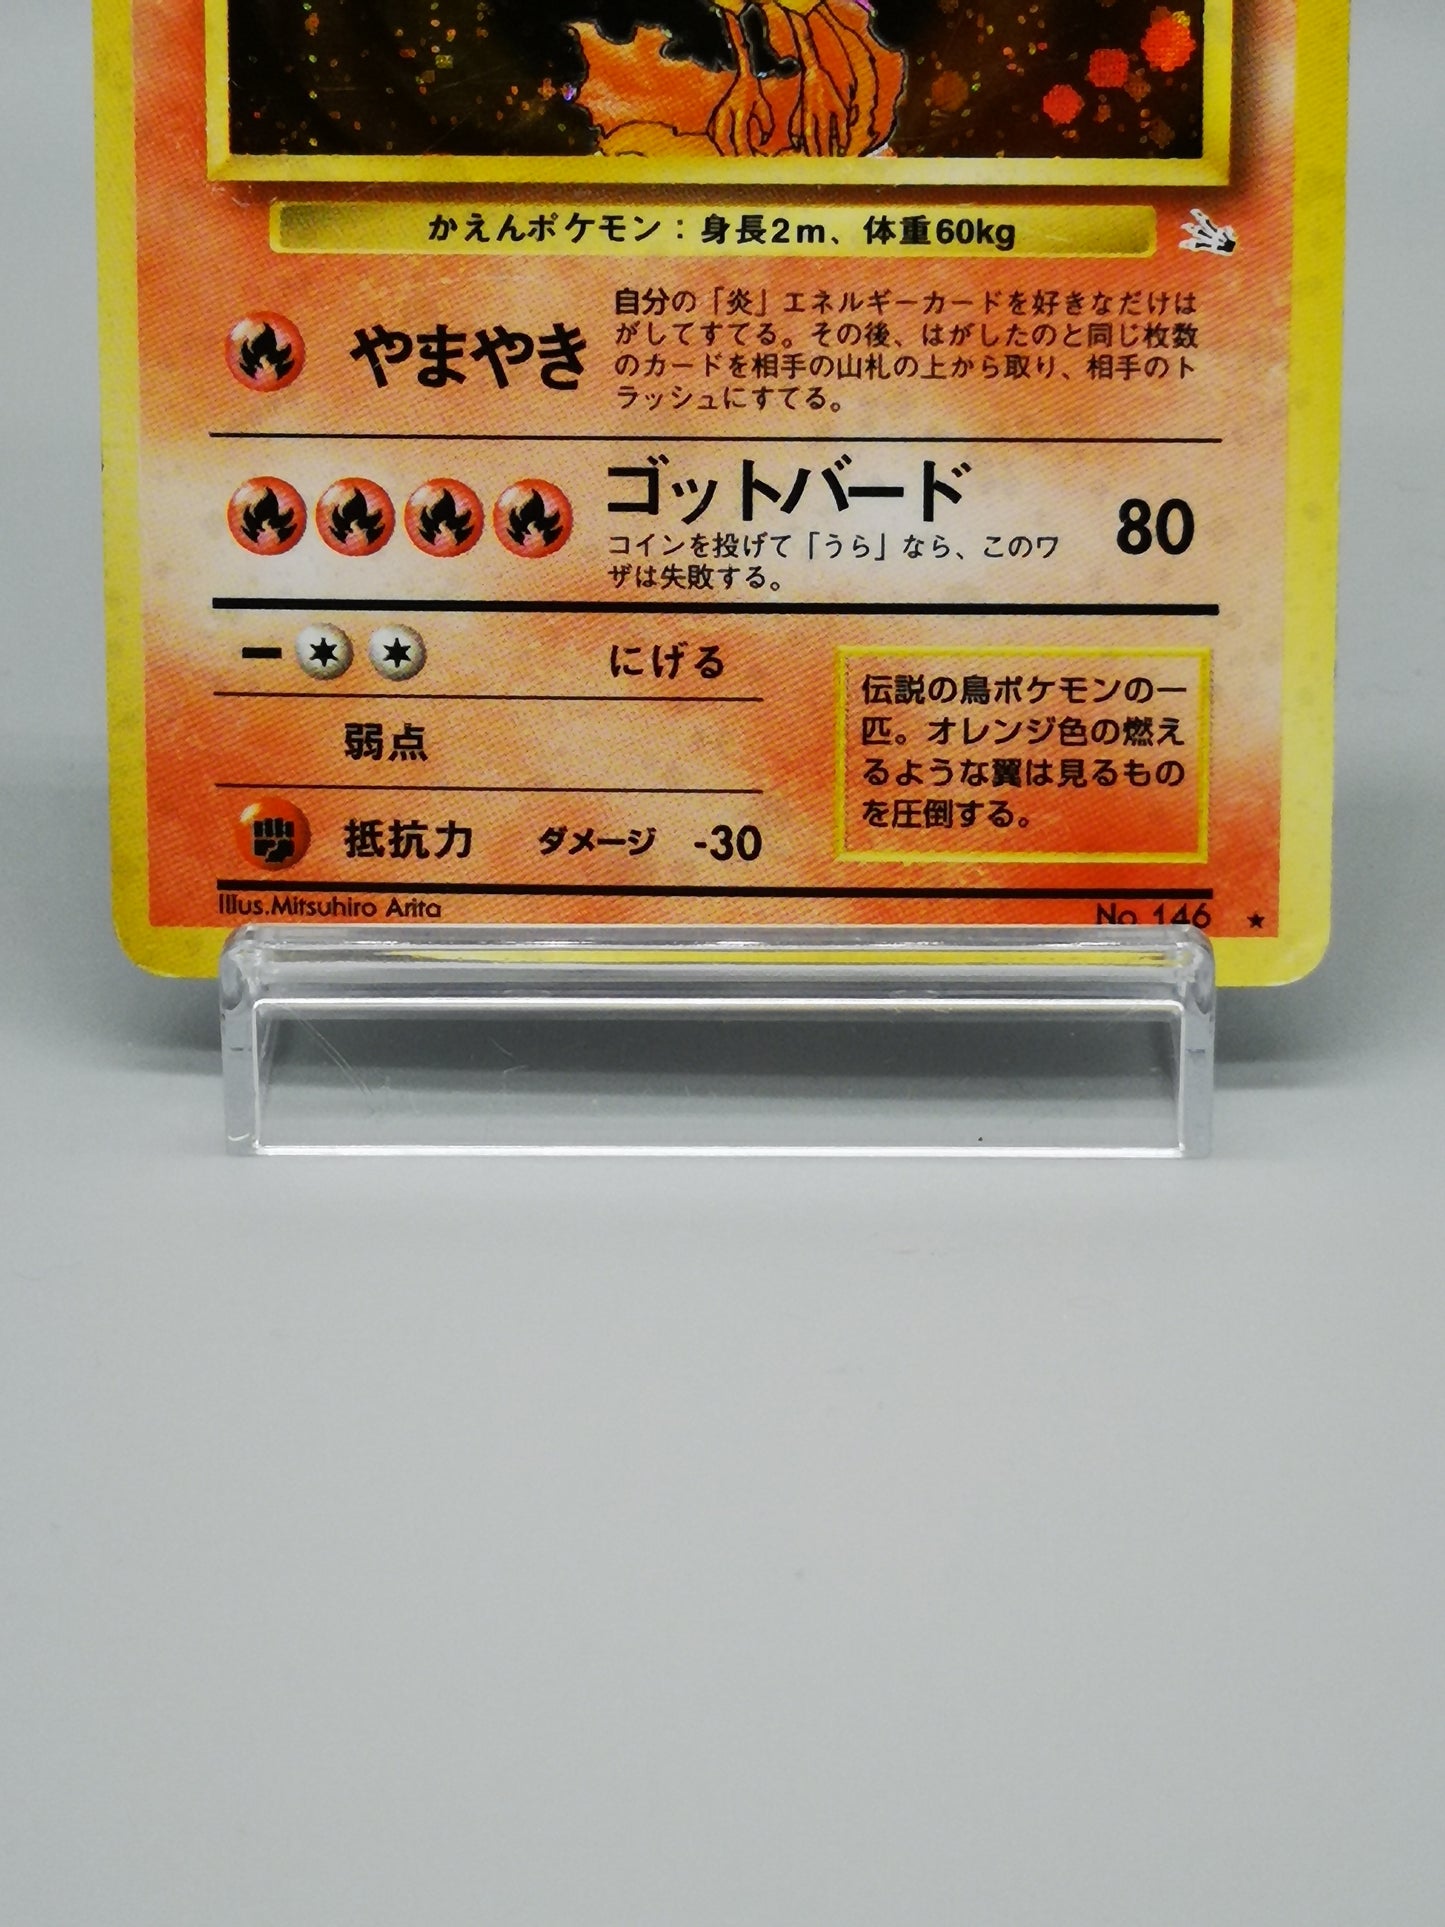 かえんポケモン：身長2m、体重60kg
やまやき
自分の「炎」エネルギーカードを好きなだけは
がしてすてる。その後、はがしたのと同じ枚数
のカードを相手の山札の上から取り、相手のト
ラッシュにすてる。
ゴットバード 80
コインを投げて「うら」なら、このワ
ザは失敗する。
にげる
弱点
抵抗力 ダメージ -30
伝説の鳥ポケモンの一
匹。オレンジ色の燃え
るような翼は見るもの
を圧倒する。
Illus.Mitsuhiro Arita
No. 146 ★